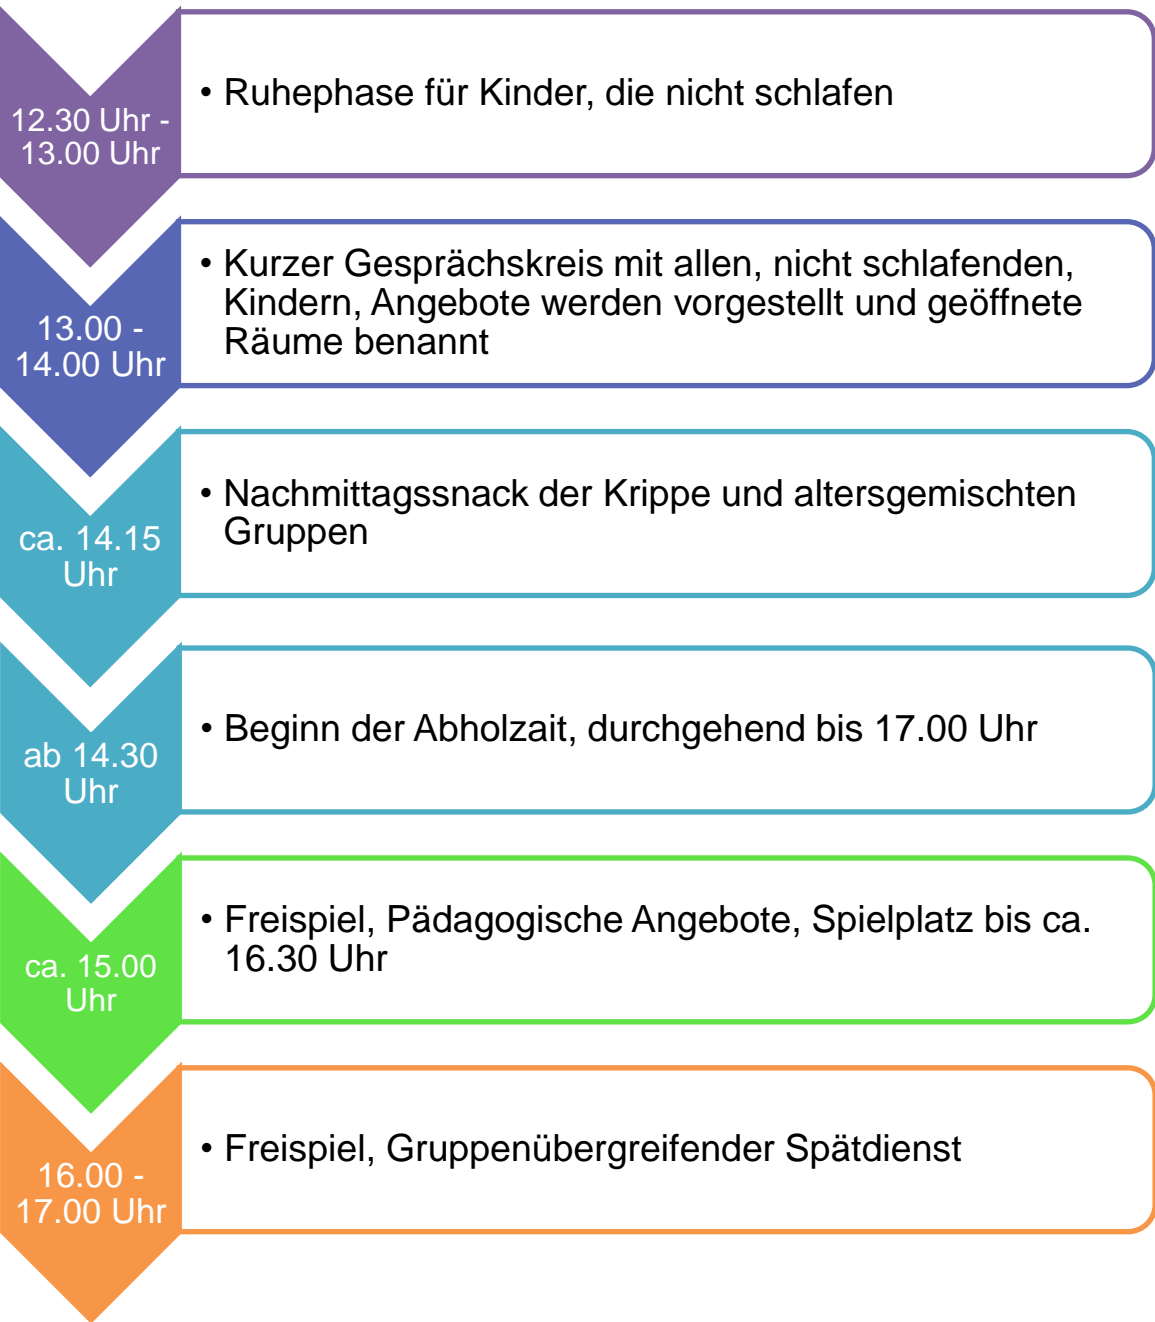 12.30 Uhr -
13.00 Uhr
• Ruhephase für Kinder, die nicht schlafen
13.00 -
14.00 Uhr
• Kurzer Gesprächskreis mit allen, nicht schlafenden,
Kindern, Angebote werden vorgestellt und geöffnete
Räume benannt
ca. 14.15
Uhr
• Nachmittagssnack der Krippe und altersgemischten
Gruppen
ab 14.30
Uhr
• Beginn der Abholzait, durchgehend bis 17.00 Uhr
ca. 15.00
Uhr
• Freispiel, Pädagogische Angebote, Spielplatz bis ca.
16.30 Uhr
16.00 -
17.00 Uhr
• Freispiel, Gruppenübergreifender Spätdienst